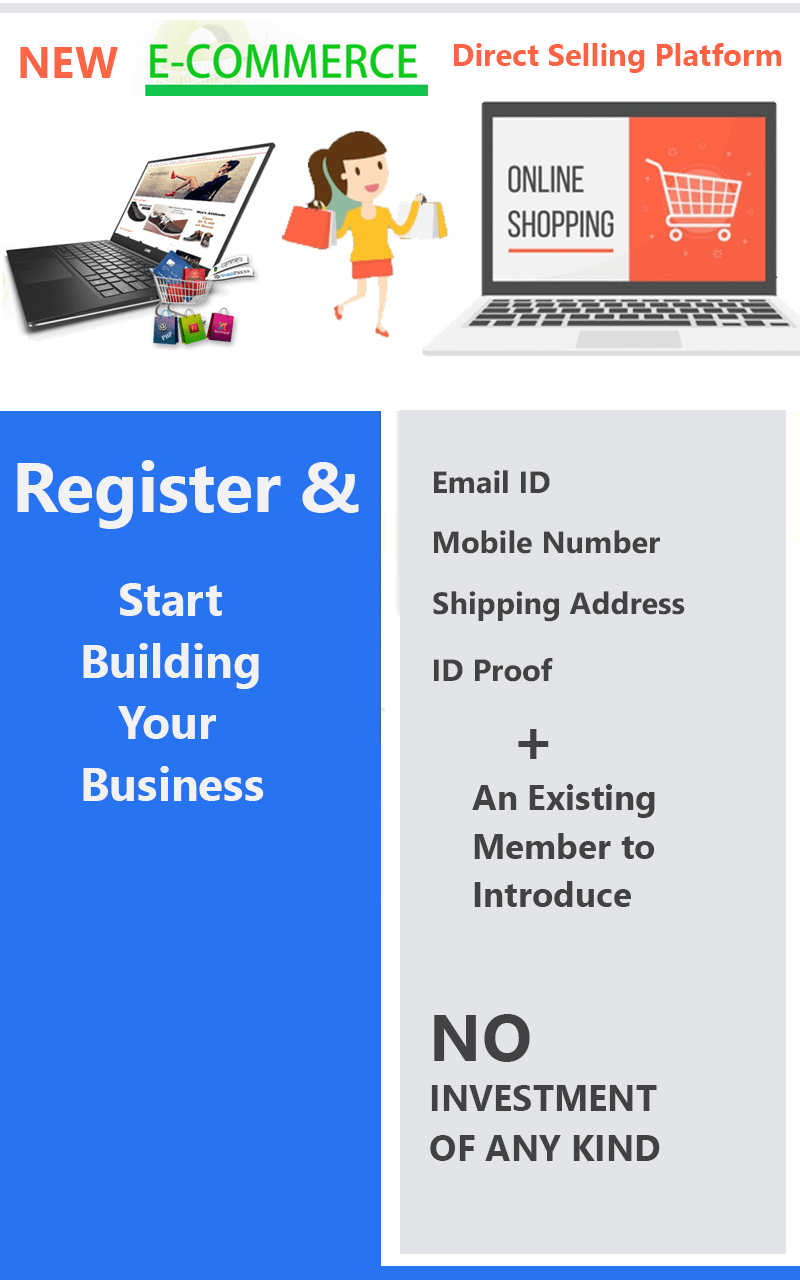 NEW E-COMMERCE Direct Selling Platform
ONLINE
SHOPPING
Register &
Start
Building
Your
Business
Email ID
Mobile Number
Shipping Address
ID Proof
+
An Existing
Member to
Introduce
NO
INVESTMENT
OF ANY KIND